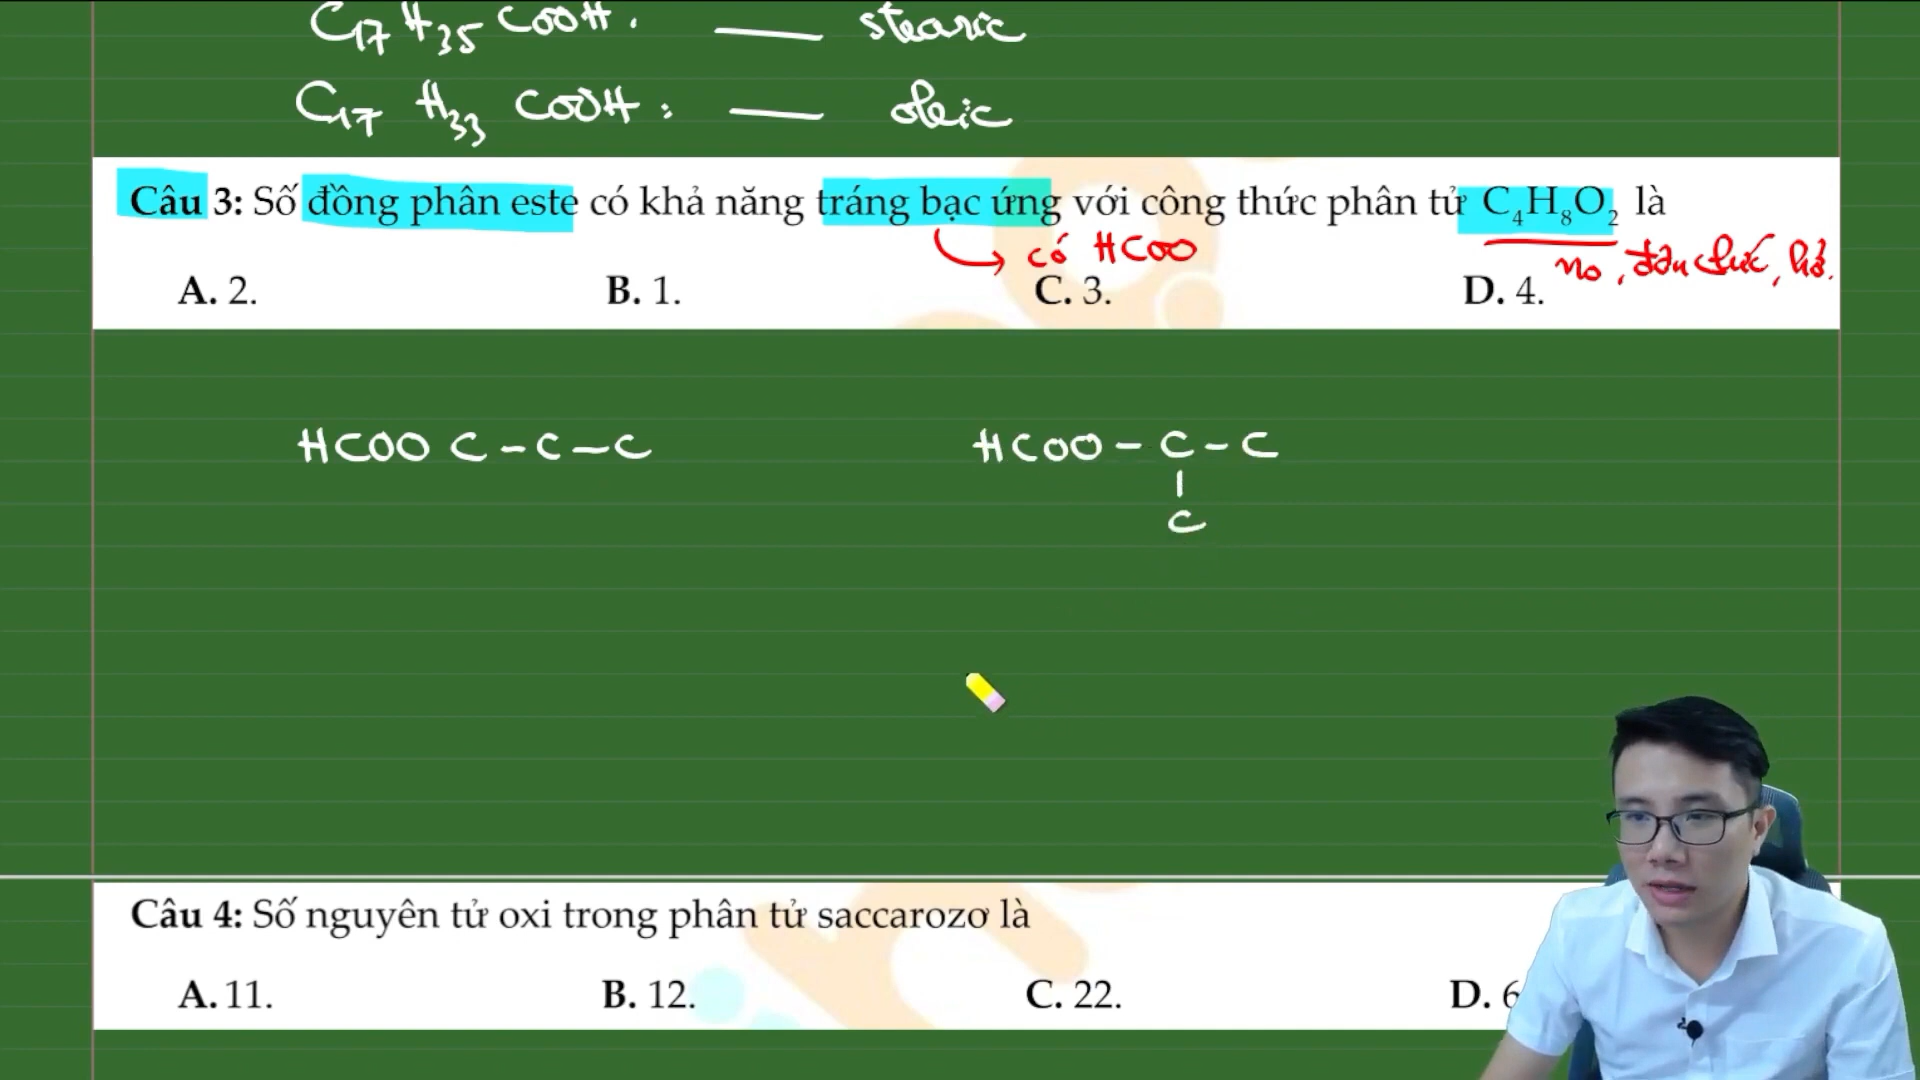 C₁₇H₃₅COOH : — stearic
C₁₇H₃₃COOH : — oleic
Câu 3: Số đồng phân este có khả năng tráng bạc ứng với công thức phân tử C₄H₈O₂ là
có HCOO
no, đơn chức, hở.
A. 2. B. 1. C. 3. D. 4.
HCOO C - C - C HCOO - C - C
|
C
Câu 4: Số nguyên tử oxi trong phân tử saccarozơ là
A. 11. B. 12. C. 22. D. 6